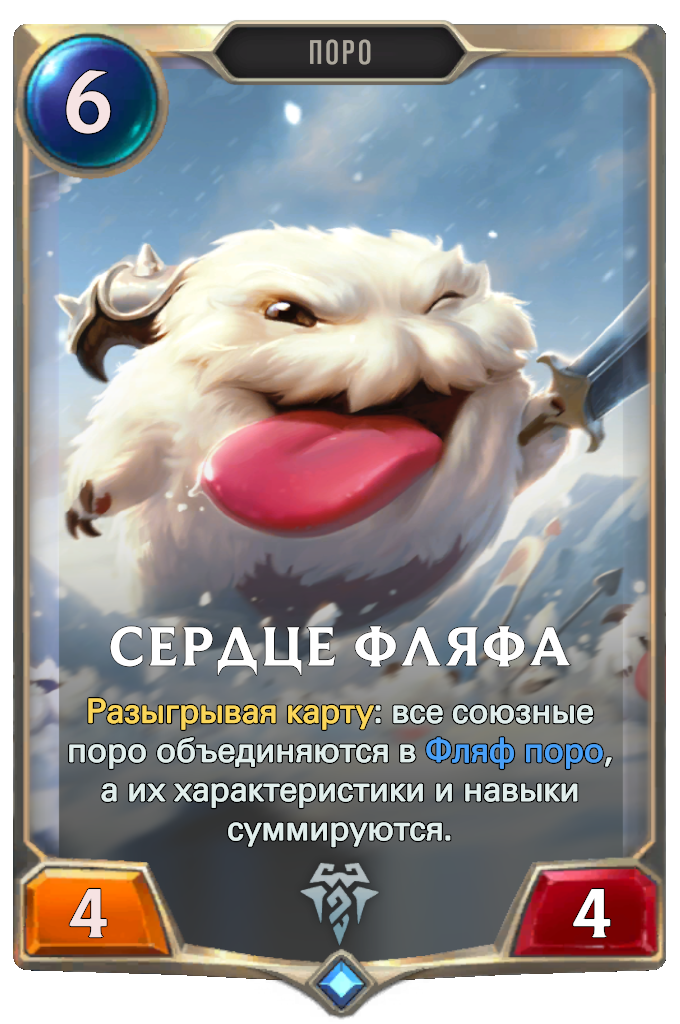 ПОРО
6
СЕРДЦЕ ФЛЯФА
Разыгрывая карту: все союзные
поро объединяются в Фляф поро,
а их характеристики и навыки
суммируются.
4
4